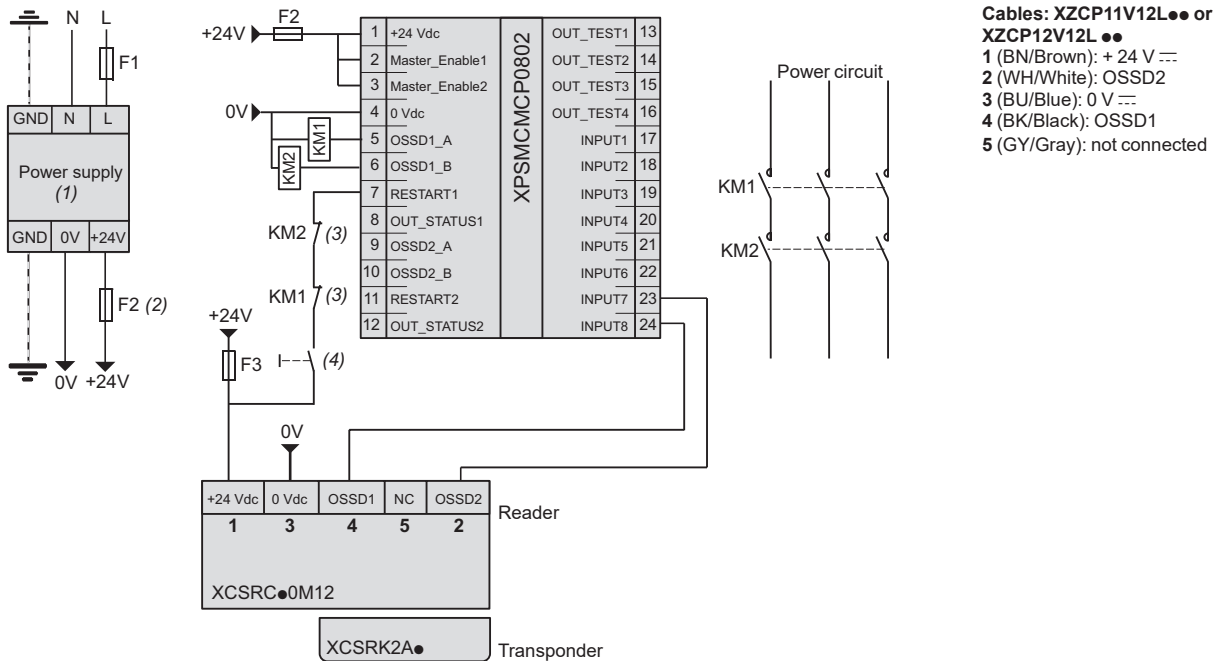 N L
F1
GND N L
Power supply
(1)
GND 0V +24V
F2 (2)
0V +24V
F2
+24V
0V
KM1
KM2
1 +24 Vdc
2 Master_Enable1
3 Master_Enable2
4 0 Vdc
5 OSSD1_A
6 OSSD1_B
7 RESTART1
8 OUT_STATUS1
9 OSSD2_A
10 OSSD2_B
11 RESTART2
12 OUT_STATUS2
XPSMCMCP0802
OUT_TEST1 13
OUT_TEST2 14
OUT_TEST3 15
OUT_TEST4 16
INPUT1 17
INPUT2 18
INPUT3 19
INPUT4 20
INPUT5 21
INPUT6 22
INPUT7 23
INPUT8 24
KM2 (3)
KM1 (3)
+24V
F3
(4)
0V
+24 Vdc 0 Vdc OSSD1 NC OSSD2
1 3 4 5 2
Reader
XCSRC●0M12
XCSRK2A●
Transponder
Power circuit
KM1
KM2
Cables: XZCP11V12L●● or
XZCP12V12L ●●
1 (BN/Brown): + 24 V ⎓
2 (WH/White): OSSD2
3 (BU/Blue): 0 V ⎓
4 (BK/Black): OSSD1
5 (GY/Gray): not connected